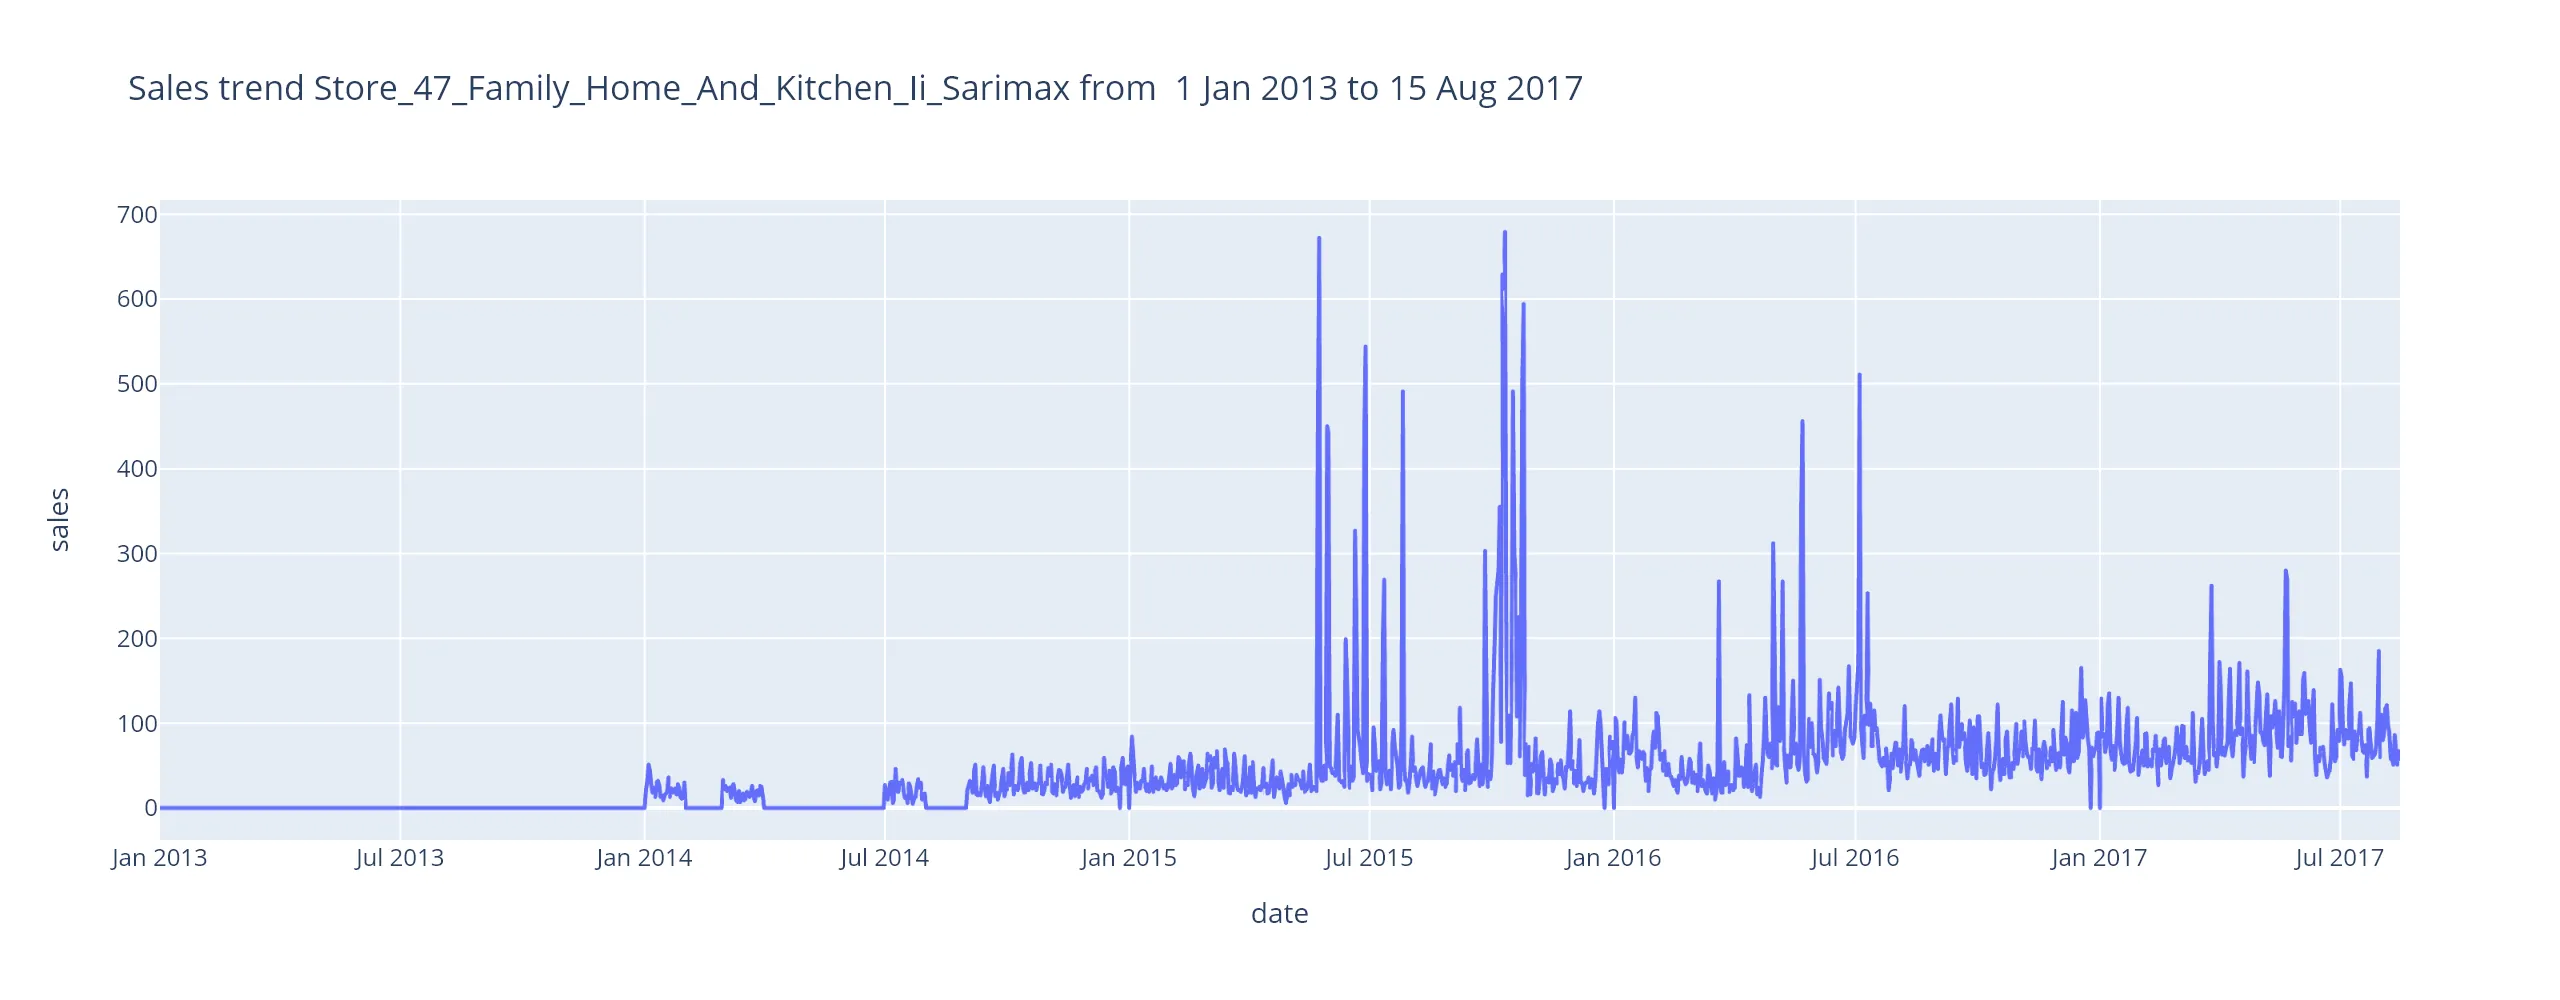 Sales trend Store_47_Family_Home_And_Kitchen_Ii_Sarimax from  1 Jan 2013 to 15 Aug 2017
700
600
500
400
300
200
100
0
sales
Jan 2013 Jul 2013 Jan 2014 Jul 2014 Jan 2015 Jul 2015 Jan 2016 Jul 2016 Jan 2017 Jul 2017
date